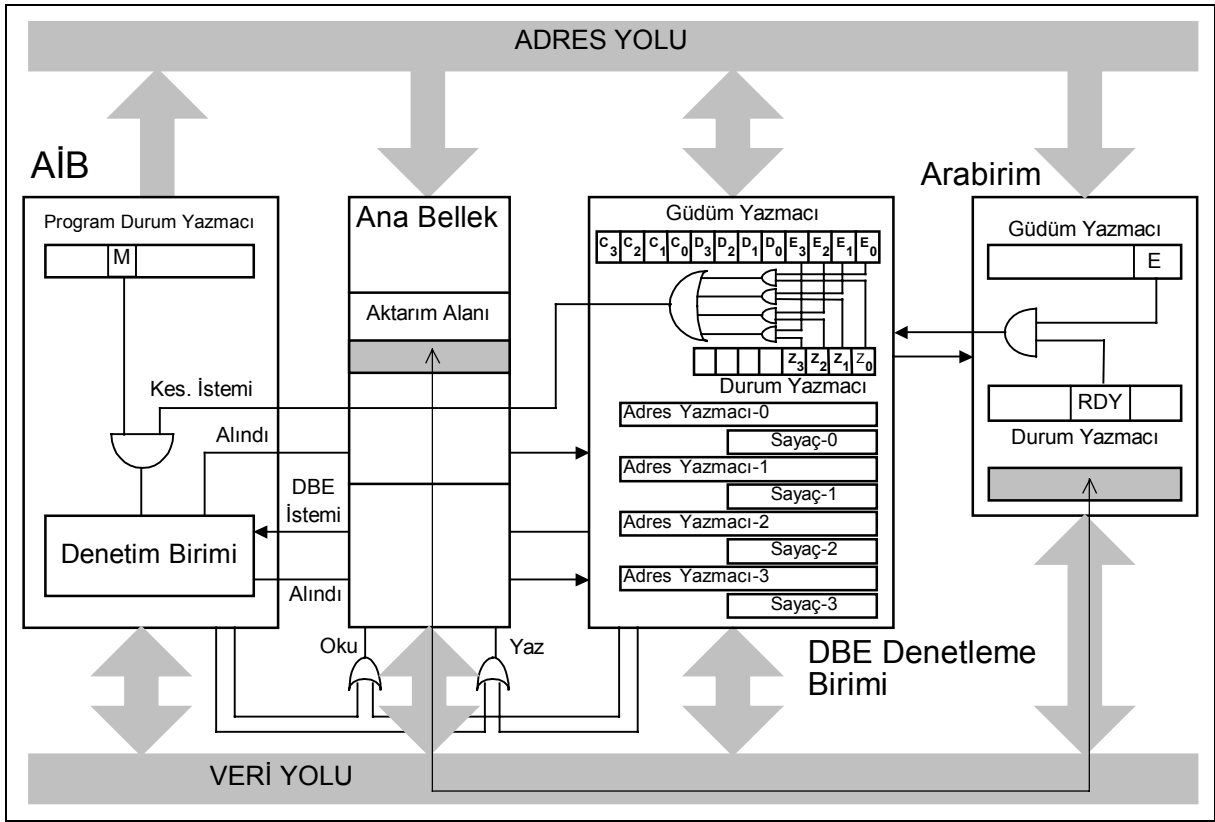 ADRES YOLU
AİB
Program Durum Yazmacı
M
Kes. İstemi
Alındı
DBE
İstemi
Denetim Birimi
Alındı
Ana Bellek
Aktarım Alanı
Oku
Yaz
Güdüm Yazmacı
C3 C2 C1 C0 D3 D2 D1 D0 E3 E2 E1 E0
Z3 Z2 Z1 Z0
Durum Yazmacı
Adres Yazmacı-0
Sayaç-0
Adres Yazmacı-1
Sayaç-1
Adres Yazmacı-2
Sayaç-2
Adres Yazmacı-3
Sayaç-3
DBE Denetleme
Birimi
Arabirim
Güdüm Yazmacı
E
RDY
Durum Yazmacı
VERİ YOLU